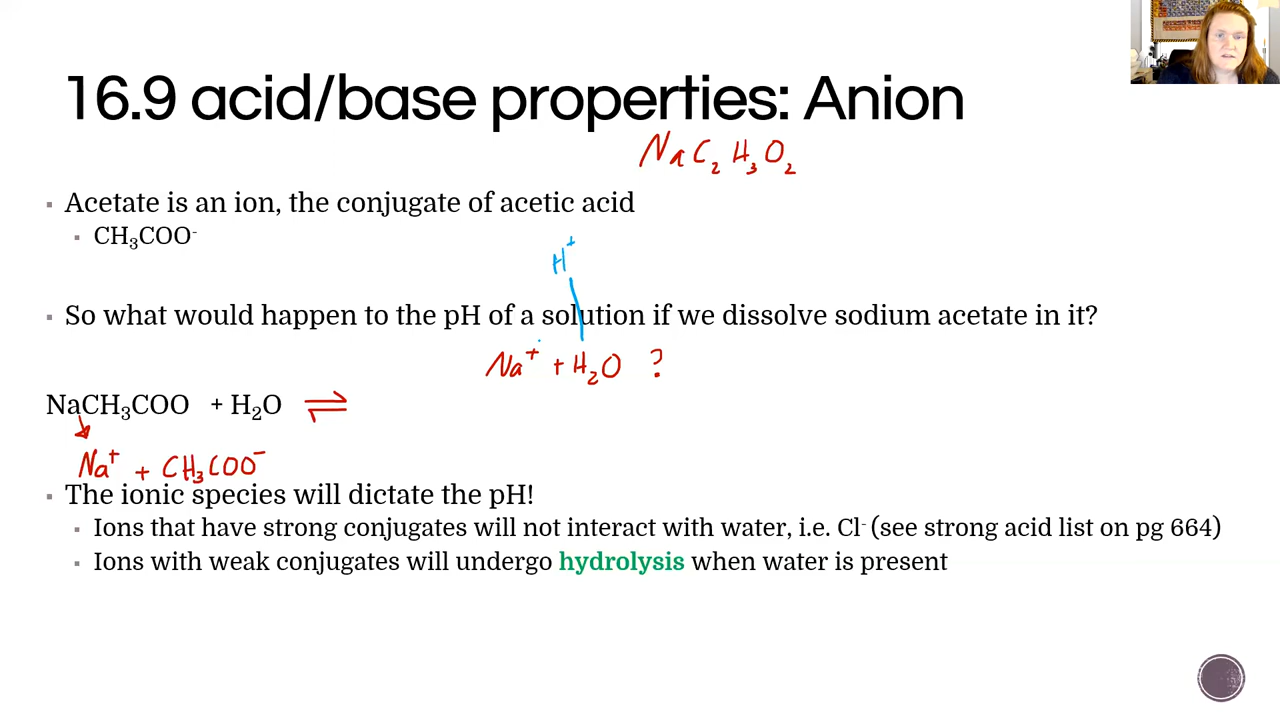 16.9 acid/base properties: Anion
NaC₂H₃O₂
▪ Acetate is an ion, the conjugate of acetic acid
▪ CH₃COO⁻
H⁺
▪ So what would happen to the pH of a solution if we dissolve sodium acetate in it?
Na⁺ + H₂O ?
NaCH₃COO + H₂O ⇌
Na⁺ + CH₃COO⁻
▪ The ionic species will dictate the pH!
▪ Ions that have strong conjugates will not interact with water, i.e. Cl⁻ (see strong acid list on pg 664)
▪ Ions with weak conjugates will undergo hydrolysis when water is present